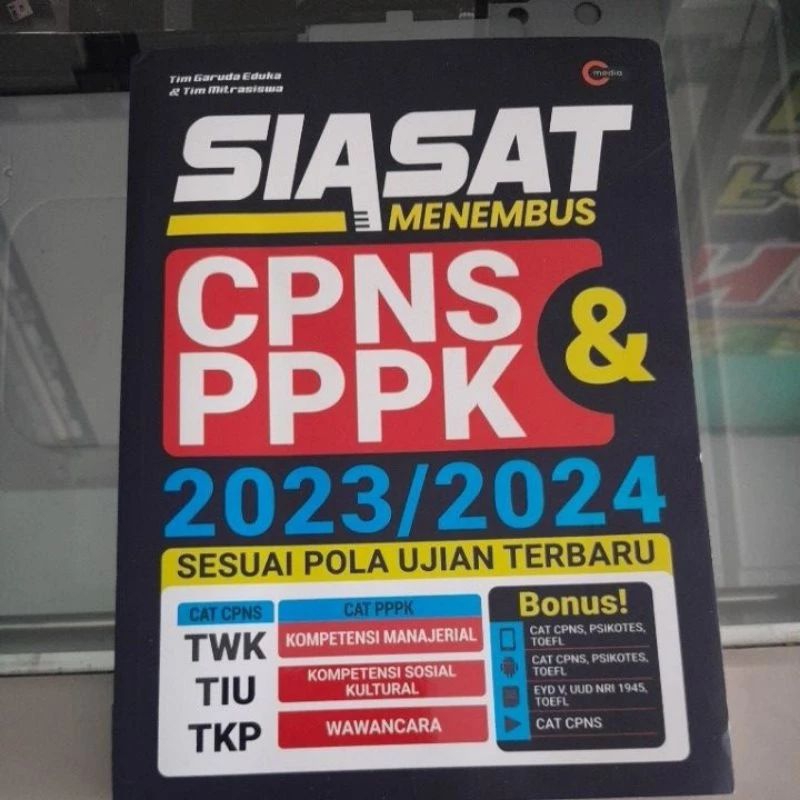 Tim Garuda Eduka
& Tim Mitrasiswa
C media
SIASAT
MENEMBUS
CPNS &
PPPK
2023/2024
SESUAI POLA UJIAN TERBARU
CAT CPNS
TWK
TIU
TKP
CAT PPPK
KOMPETENSI MANAJERIAL
KOMPETENSI SOSIAL
KULTURAL
WAWANCARA
Bonus!
CAT CPNS, PSIKOTES,
TOEFL
CAT CPNS, PSIKOTES,
TOEFL
EYD V, UUD NRI 1945,
TOEFL
CAT CPNS